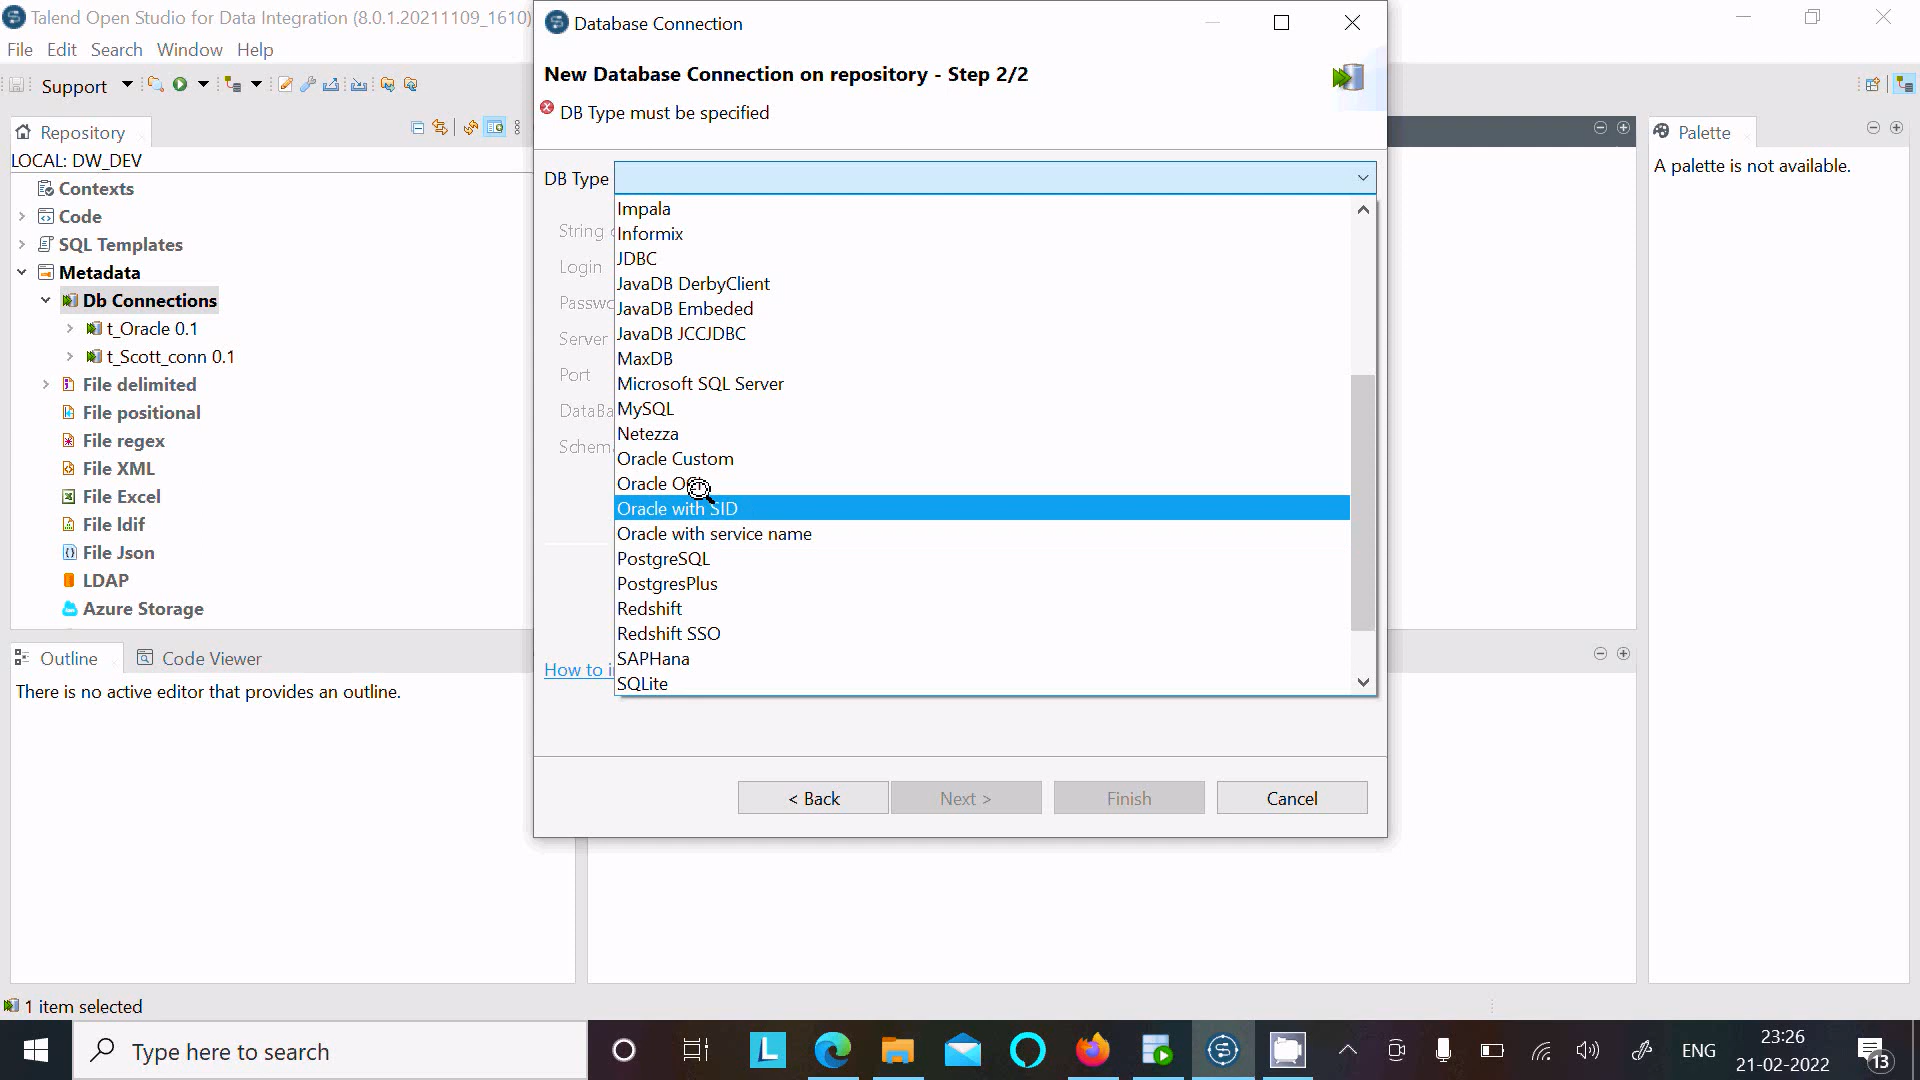 Talend Open Studio for Data Integration (8.0.1.20211109_1610)
File Edit Search Window Help
Support
Repository
LOCAL: DW_DEV
Contexts
Code
SQL Templates
Metadata
Db Connections
t_Oracle 0.1
t_Scott_conn 0.1
File delimited
File positional
File regex
File XML
File Excel
File ldif
File Json
LDAP
Azure Storage
Outline
Code Viewer
There is no active editor that provides an outline.
1 item selected
Database Connection
New Database Connection on repository - Step 2/2
DB Type must be specified
DB Type
String
Login
Server
Port
Impala
Informix
JDBC
JavaDB DerbyClient
JavaDB Embeded
JavaDB JCCJDBC
MaxDB
Microsoft SQL Server
MySQL
Netezza
Oracle Custom
Oracle
Oracle with SID
Oracle with service name
PostgreSQL
PostgresPlus
Redshift
Redshift SSO
SAPHana
SQLite
How to
< Back
Next >
Finish
Cancel
Palette
A palette is not available.
Type here to search
L
ENG
23:26
21-02-2022
13